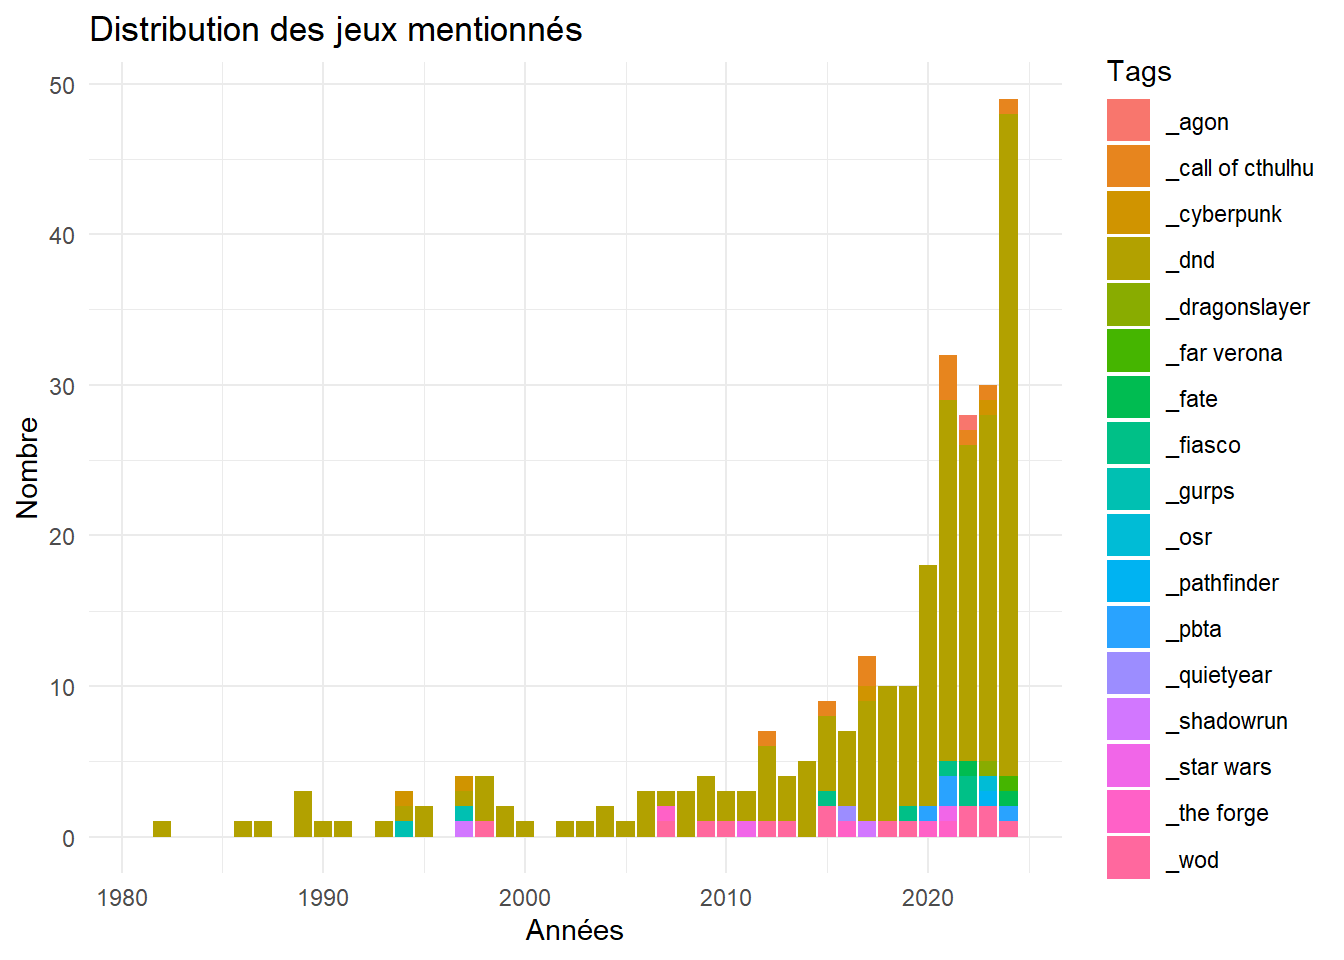 Distribution des jeux mentionnés
Tags
_agon
_call of cthulhu
_cyberpunk
_dnd
_dragonslayer
_far verona
_fate
_fiasco
_gurps
_osr
_pathfinder
_pbta
_quietyear
_shadowrun
_star wars
_the forge
_wod
Nombre
50
40
30
20
10
0
1980
1990
2000
2010
2020
Années